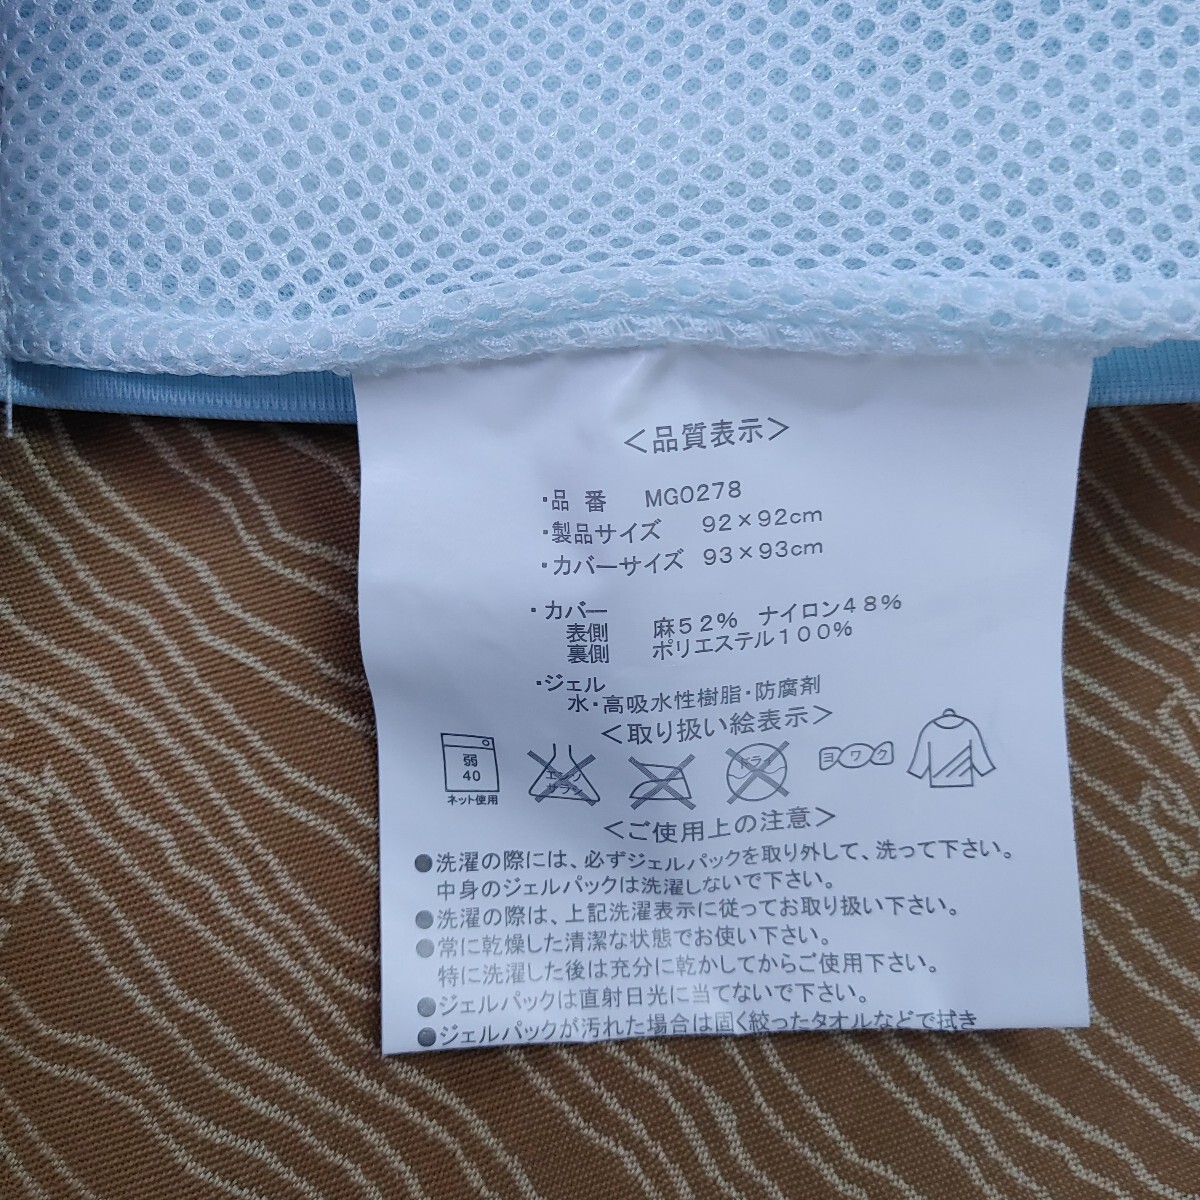 ＜品質表示＞
・品 番 MG0278
・製品サイズ 92×92cm
・カバーサイズ 93×93cm
・カバー
表側 麻52% ナイロン48%
裏側 ポリエステル100%
・ジェル
水・高吸水性樹脂・防腐剤
＜取り扱い絵表示＞
弱
40
ネット使用
エンソ
サラシ
ドライ
ヨワク
＜ご使用上の注意＞
●洗濯の際には、必ずジェルパックを取り外して、洗って下さい。
中身のジェルパックは洗濯しないで下さい。
●洗濯の際は、上記洗濯表示に従ってお取り扱い下さい。
●常に乾燥した清潔な状態でお使い下さい。
特に洗濯した後は充分に乾かしてからご使用下さい。
●ジェルパックは直射日光に当てないで下さい。
●ジェルパックが汚れた場合は固く絞ったタオルなどで拭き